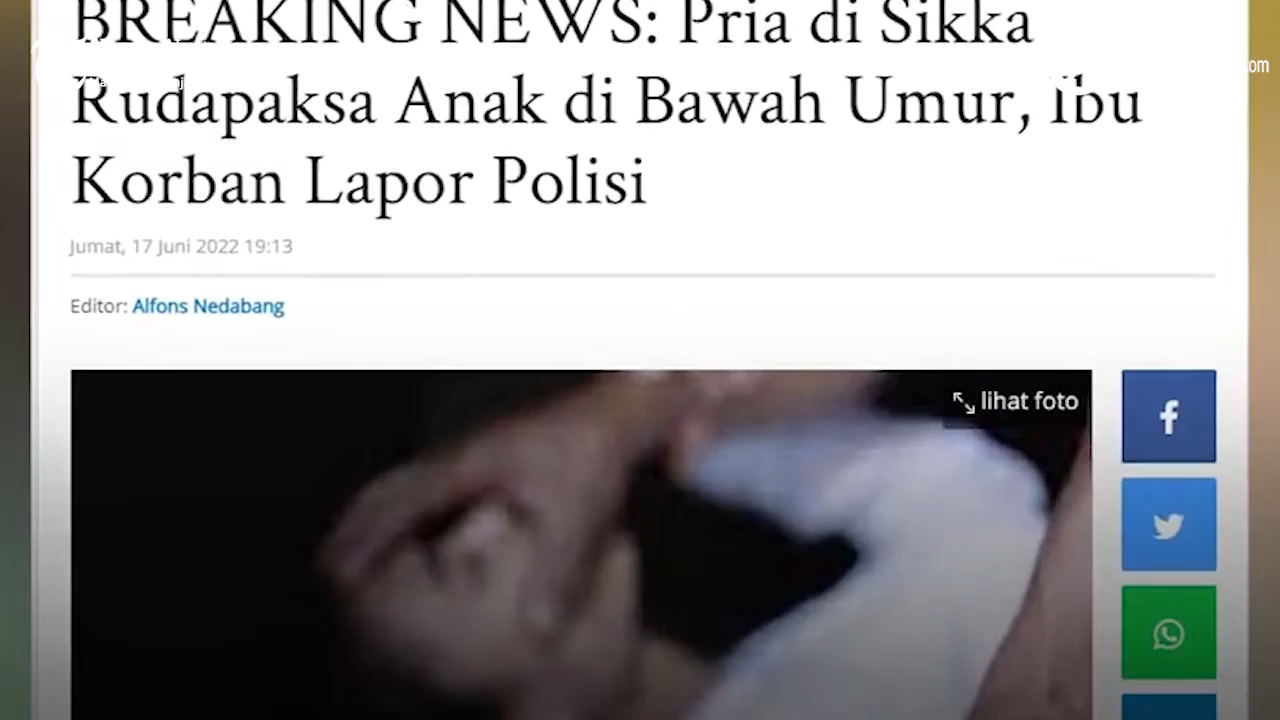 BREAKING NEWS: Pria di Sikka
Rudapaksa Anak di Bawah Umur, Ibu
Korban Lapor Polisi
Jumat, 17 Juni 2022 19:13
Editor: Alfons Nedabang
lihat foto